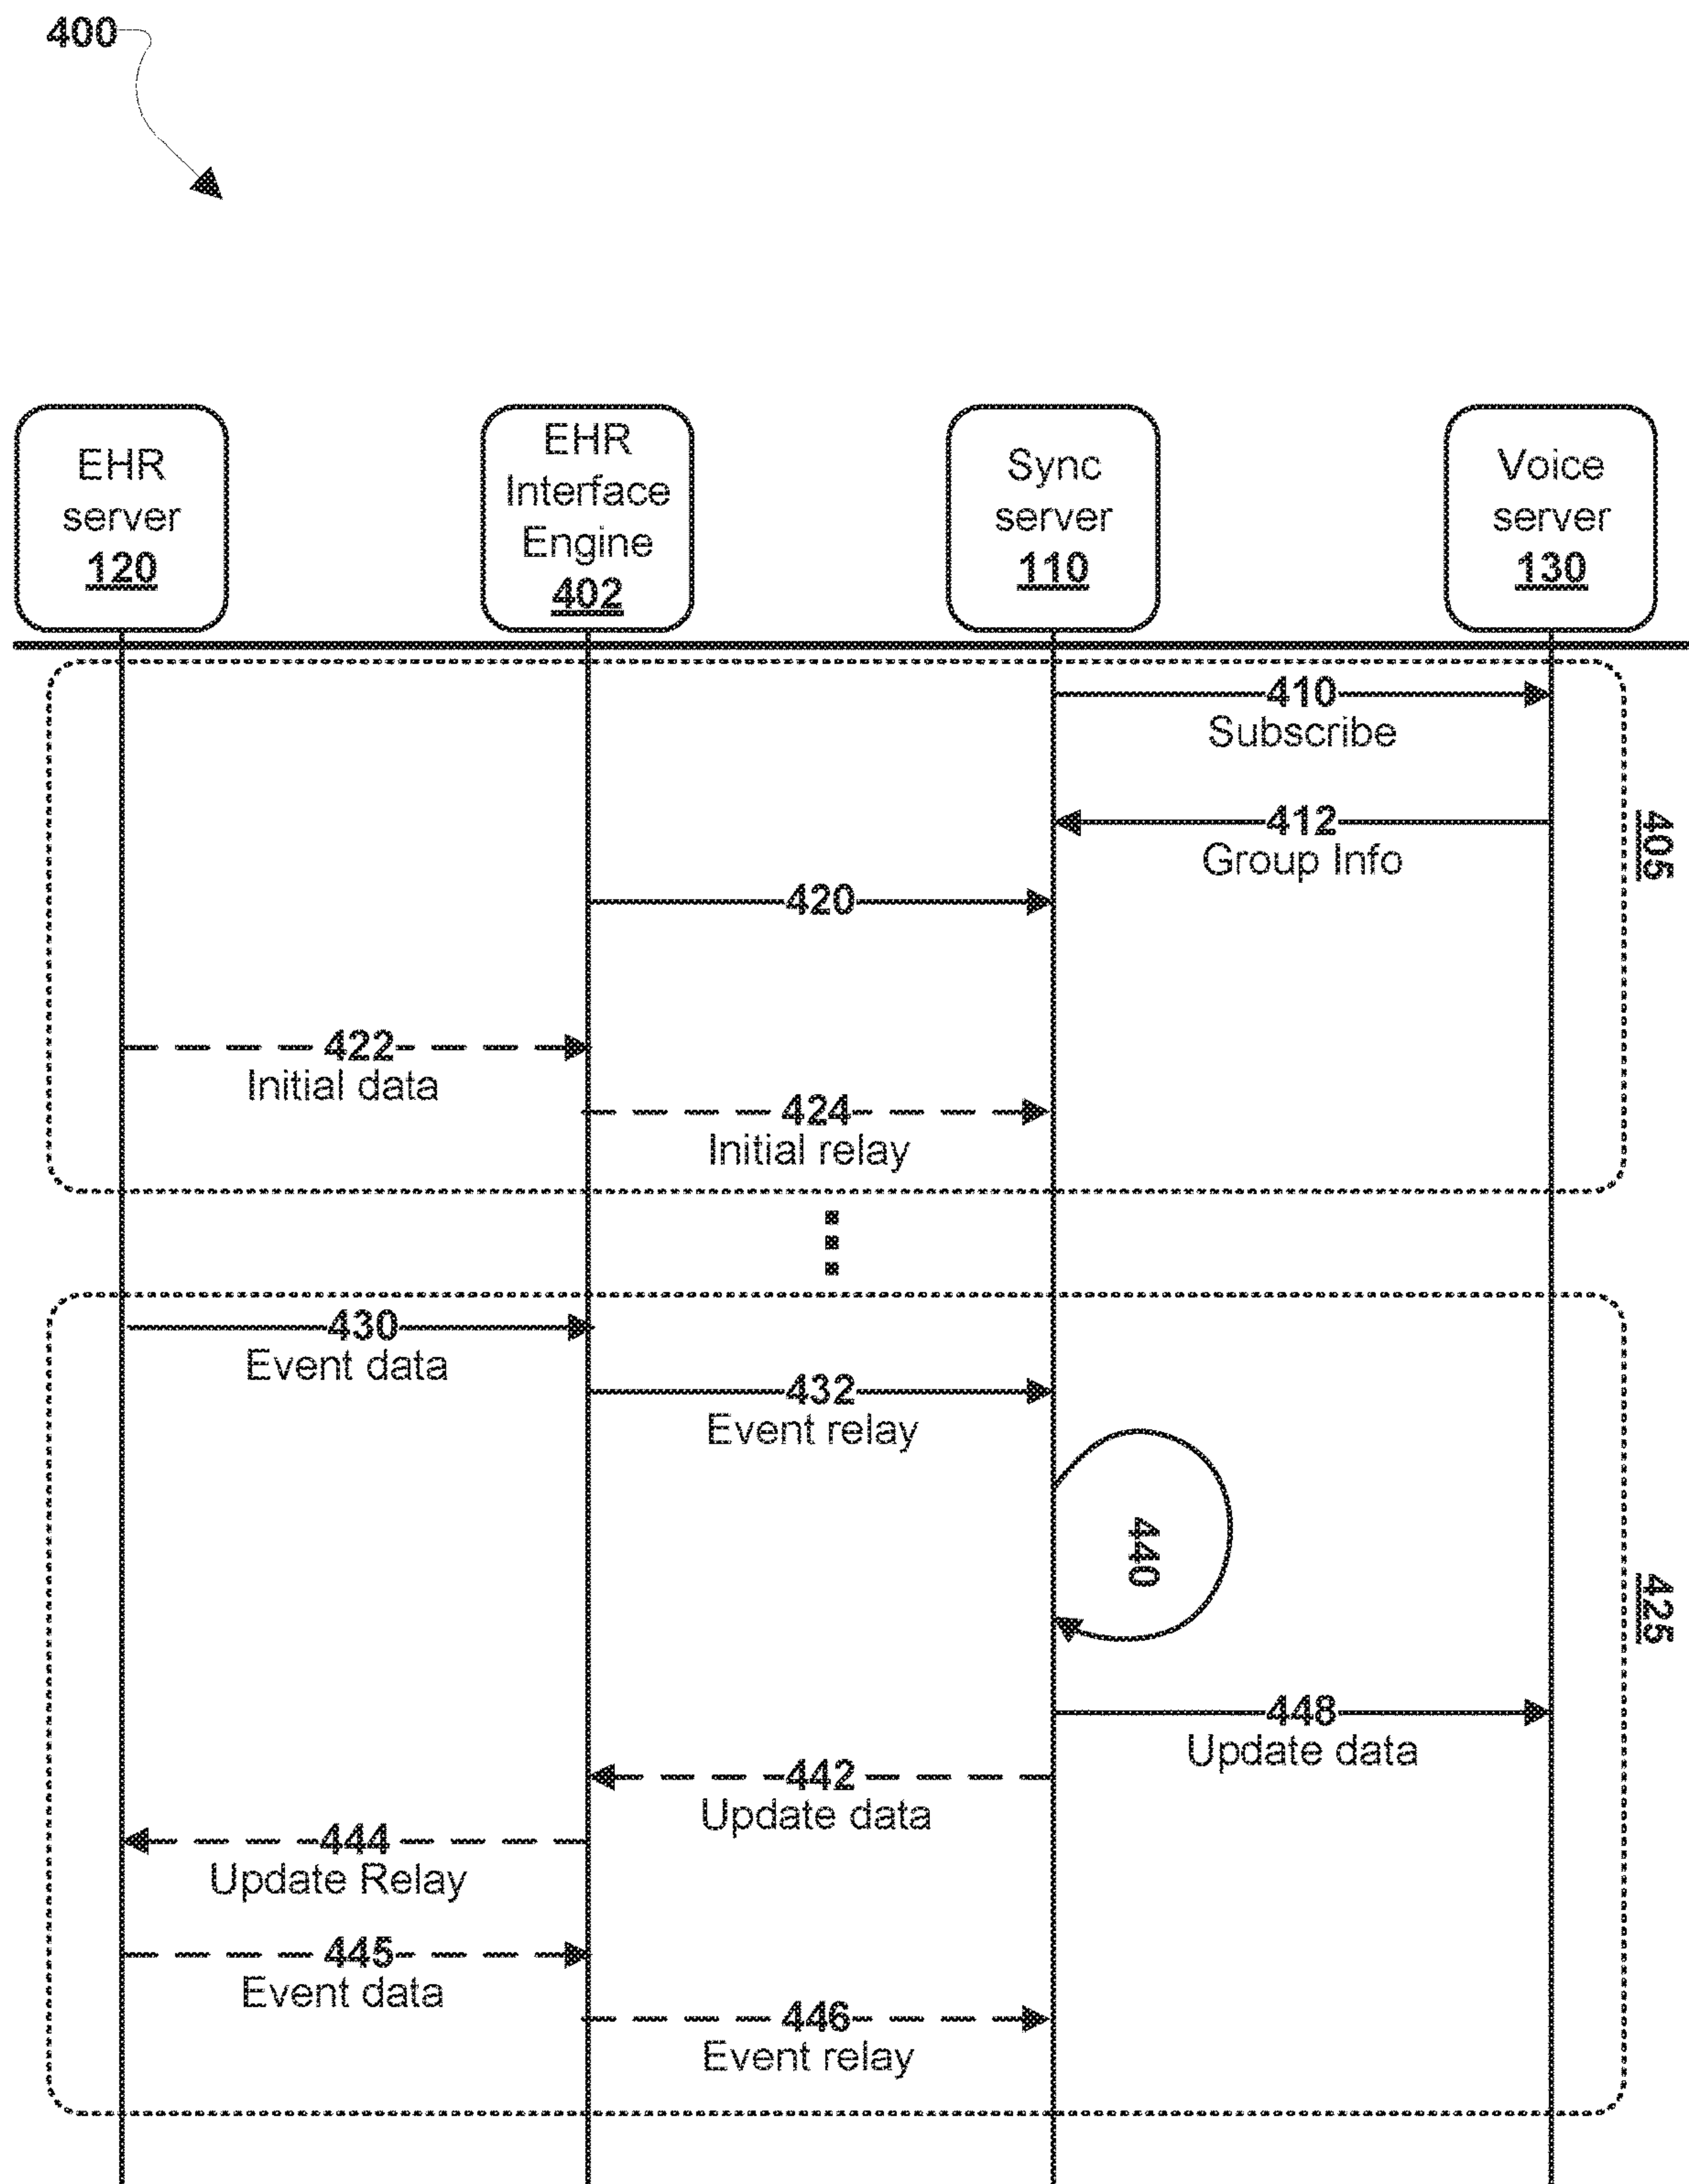 400
EHR
server
120
EHR
Interface
Engine
402
Sync
server
110
Voice
server
130
410
Subscribe
412
Group Info
405
420
422
Initial data
424
Initial relay
430
Event data
432
Event relay
440
425
448
Update data
442
Update data
444
Update Relay
445
Event data
446
Event relay